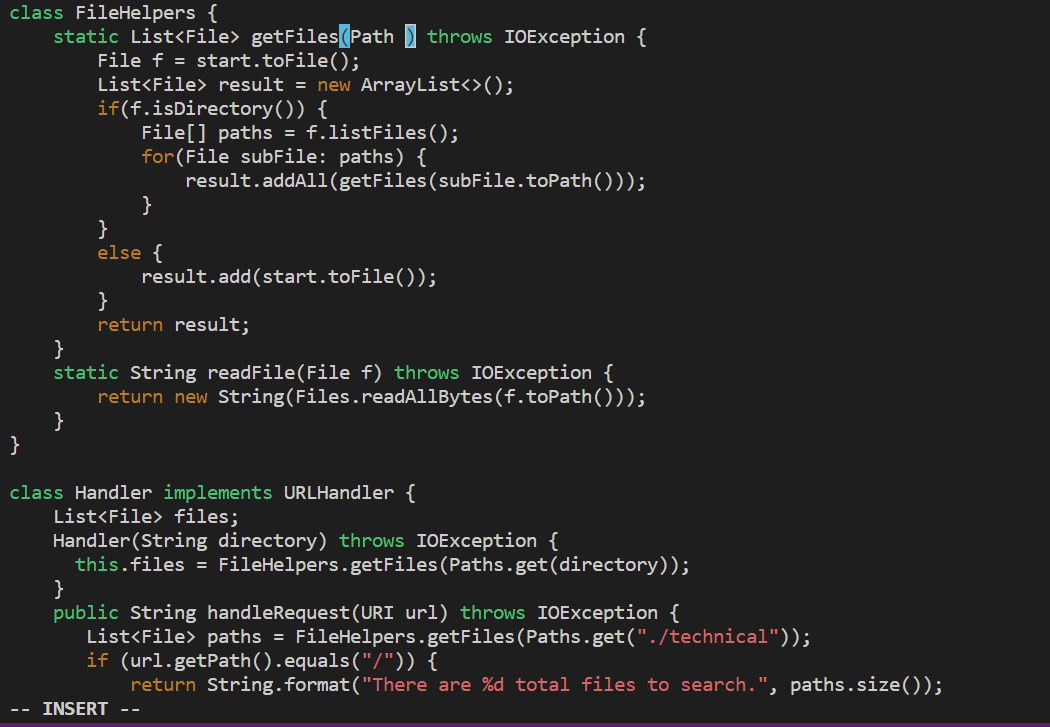 class FileHelpers {
    static List<File> getFiles(Path ) throws IOException {
        File f = start.toFile();
        List<File> result = new ArrayList<>();
        if(f.isDirectory()) {
            File[] paths = f.listFiles();
            for(File subFile: paths) {
                result.addAll(getFiles(subFile.toPath()));
            }
        }
        else {
            result.add(start.toFile());
        }
        return result;
    }
    static String readFile(File f) throws IOException {
        return new String(Files.readAllBytes(f.toPath()));
    }
}

class Handler implements URLHandler {
    List<File> files;
    Handler(String directory) throws IOException {
      this.files = FileHelpers.getFiles(Paths.get(directory));
    }
    public String handleRequest(URI url) throws IOException {
       List<File> paths = FileHelpers.getFiles(Paths.get("./technical"));
       if (url.getPath().equals("/")) {
           return String.format("There are %d total files to search.", paths.size());
-- INSERT --